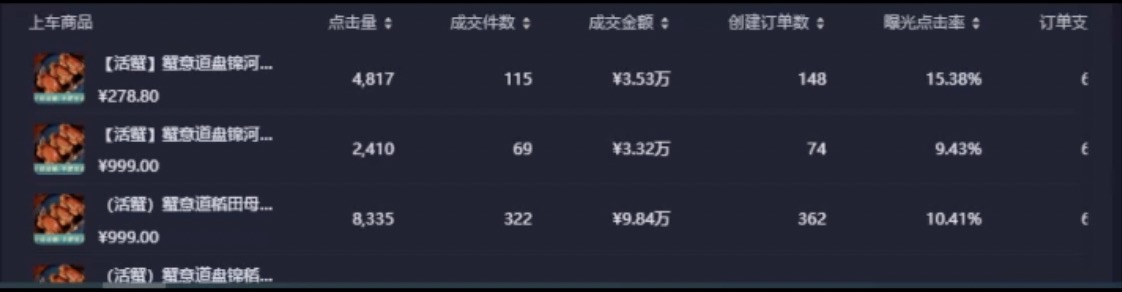 上车商品 点击量 成交件数 成交金额 创建订单数 曝光点击率 订单支
【活蟹】蟹意道盘锦河...
¥278.80 4,817 115 ¥3.53万 148 15.38%
【活蟹】蟹意道盘锦河...
¥999.00 2,410 69 ¥3.32万 74 9.43%
（活蟹）蟹意道稻田母...
¥999.00 8,335 322 ¥9.84万 362 10.41%
（活蟹）蟹意道盘锦稻...